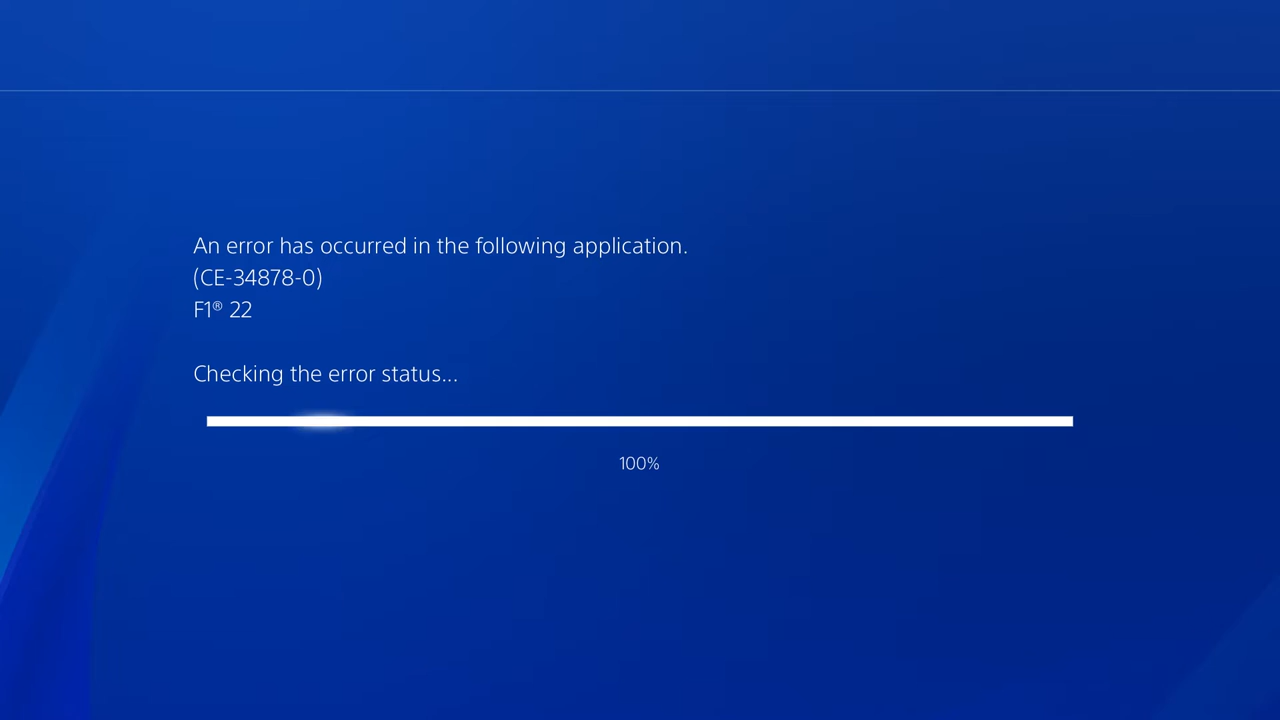 An error has occurred in the following application.
(CE-34878-0)
F1® 22
Checking the error status...
100%